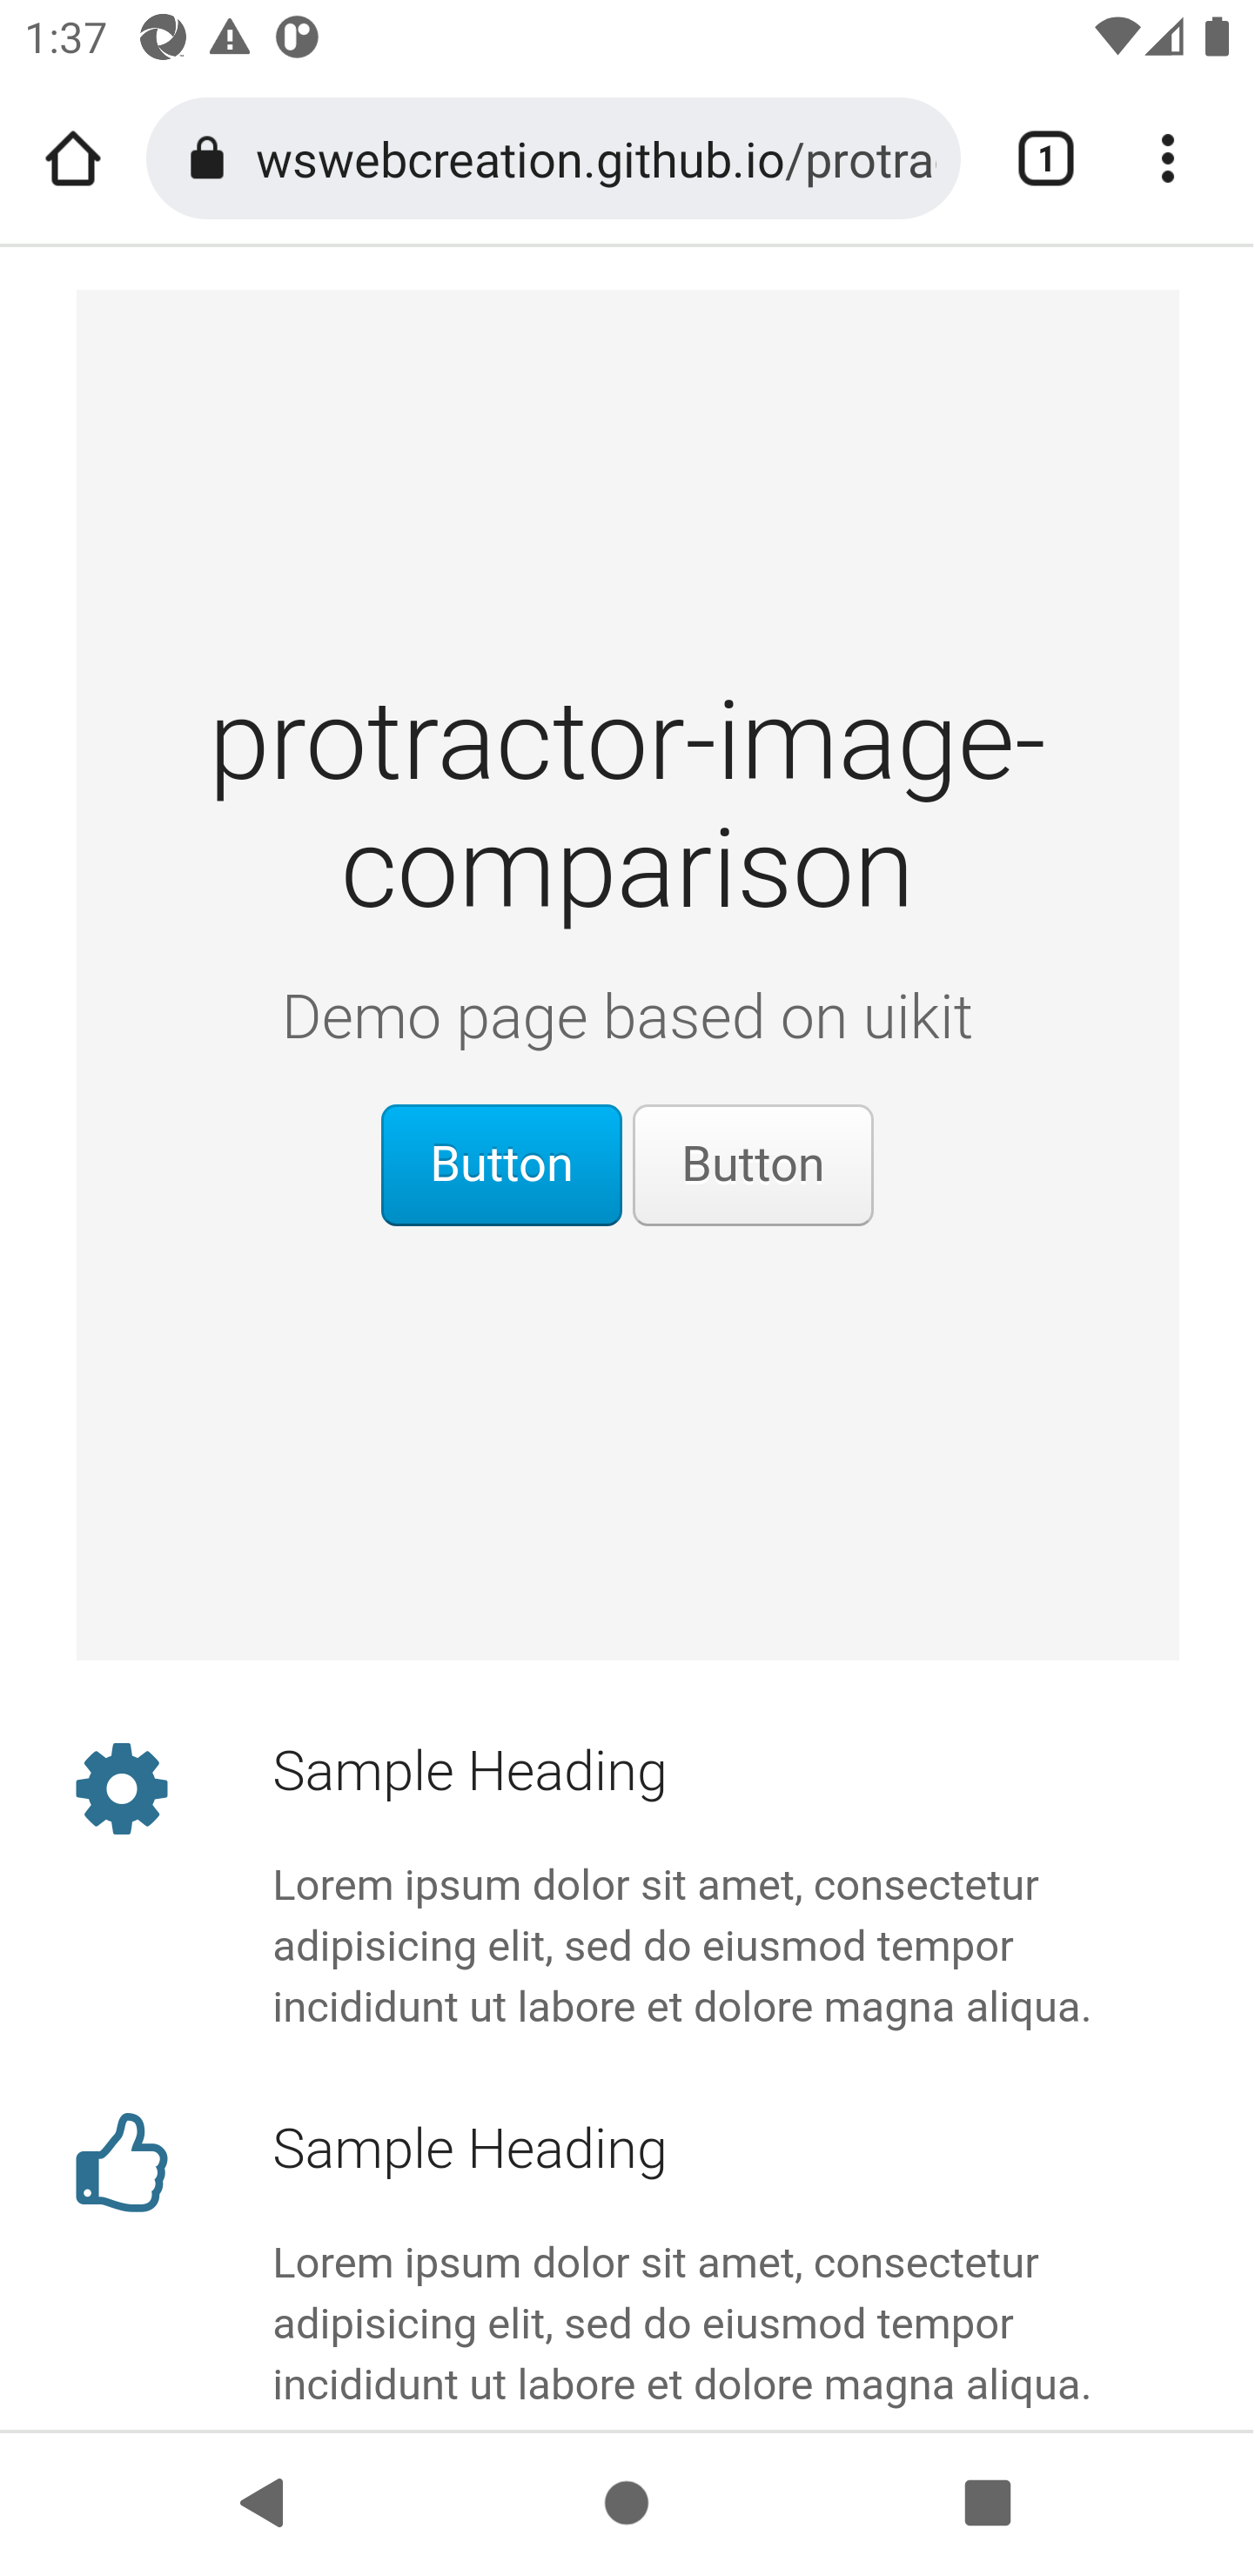 1:37
wswebcreation.github.io/protra
1
protractor-image-
comparison
Demo page based on uikit
Button Button
Sample Heading
Lorem ipsum dolor sit amet, consectetur
adipisicing elit, sed do eiusmod tempor
incididunt ut labore et dolore magna aliqua.
Sample Heading
Lorem ipsum dolor sit amet, consectetur
adipisicing elit, sed do eiusmod tempor
incididunt ut labore et dolore magna aliqua.